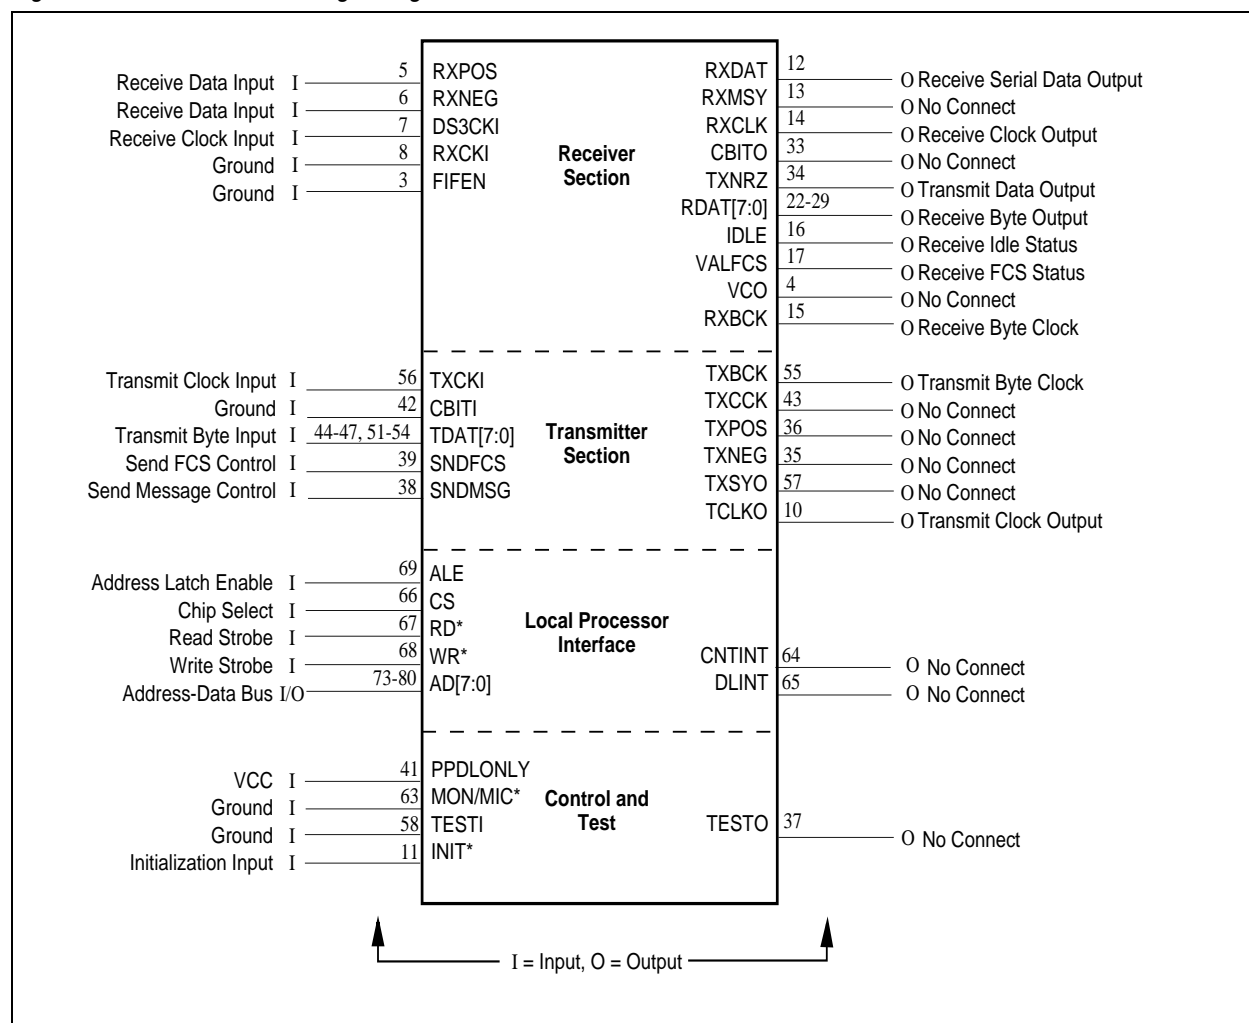 Receive Data Input I 5 RXPOS RXDAT 12 O Receive Serial Data Output
Receive Data Input I 6 RXNEG RXMSY 13 O No Connect
Receive Clock Input I 7 DS3CKI RXCLK 14 O Receive Clock Output
Ground I 8 RXCKI CBITO 33 O No Connect
Ground I 3 FIFEN TXNRZ 34 O Transmit Data Output
Receiver
Section
RDAT[7:0] 22-29 O Receive Byte Output
IDLE 16 O Receive Idle Status
VALFCS 17 O Receive FCS Status
VCO 4 O No Connect
RXBCK 15 O Receive Byte Clock
Transmit Clock Input I 56 TXCKI TXBCK 55 O Transmit Byte Clock
Ground I 42 CBITI TXCCK 43 O No Connect
Transmit Byte Input I 44-47, 51-54 TDAT[7:0] TXPOS 36 O No Connect
Send FCS Control I 39 SNDFCS TXNEG 35 O No Connect
Send Message Control I 38 SNDMSG TXSYO 57 O No Connect
Transmitter
Section
TCLKO 10 O Transmit Clock Output
Address Latch Enable I 69 ALE
Chip Select I 66 CS
Read Strobe I 67 RD*
Write Strobe I 68 WR* CNTINT 64 O No Connect
Address-Data Bus I/O 73-80 AD[7:0] DLINT 65 O No Connect
Local Processor
Interface
VCC I 41 PPDLONLY
Ground I 63 MON/MIC*
Ground I 58 TESTI TESTO 37 O No Connect
Initialization Input I 11 INIT*
Control and
Test
I = Input, O = Output